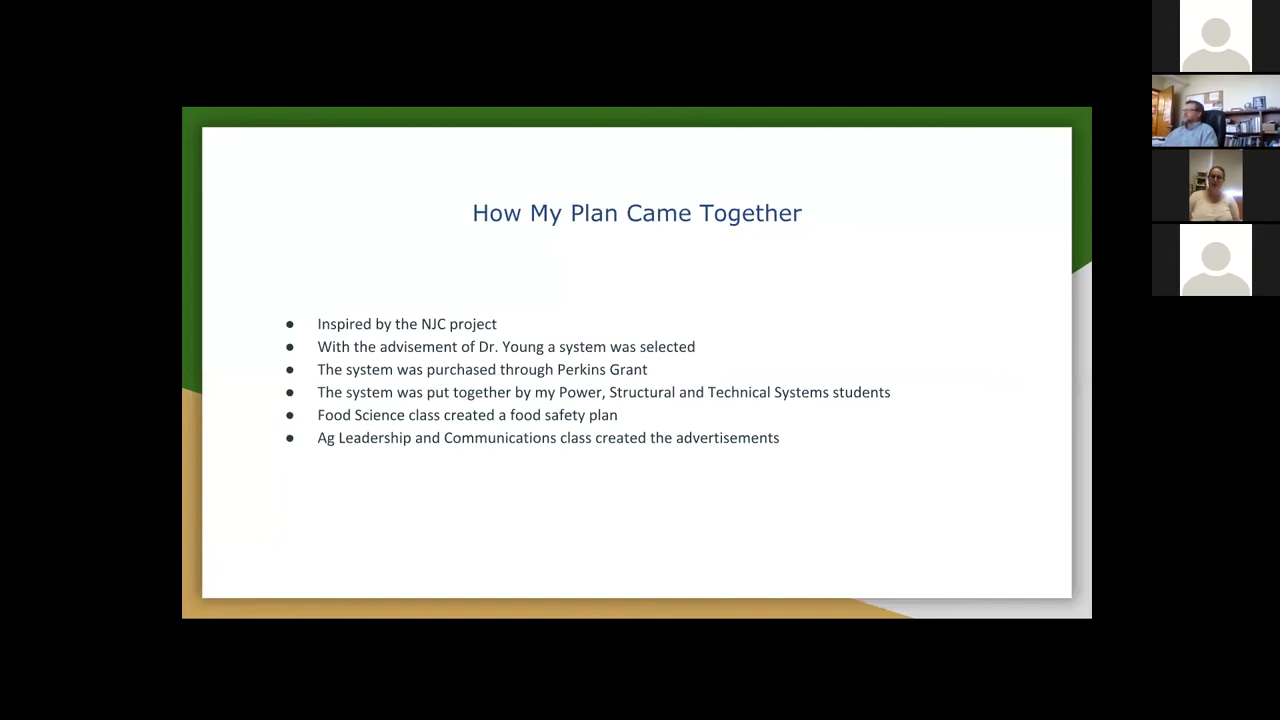 How My Plan Came Together
● Inspired by the NJC project
● With the advisement of Dr. Young a system was selected
● The system was purchased through Perkins Grant
● The system was put together by my Power, Structural and Technical Systems students
● Food Science class created a food safety plan
● Ag Leadership and Communications class created the advertisements